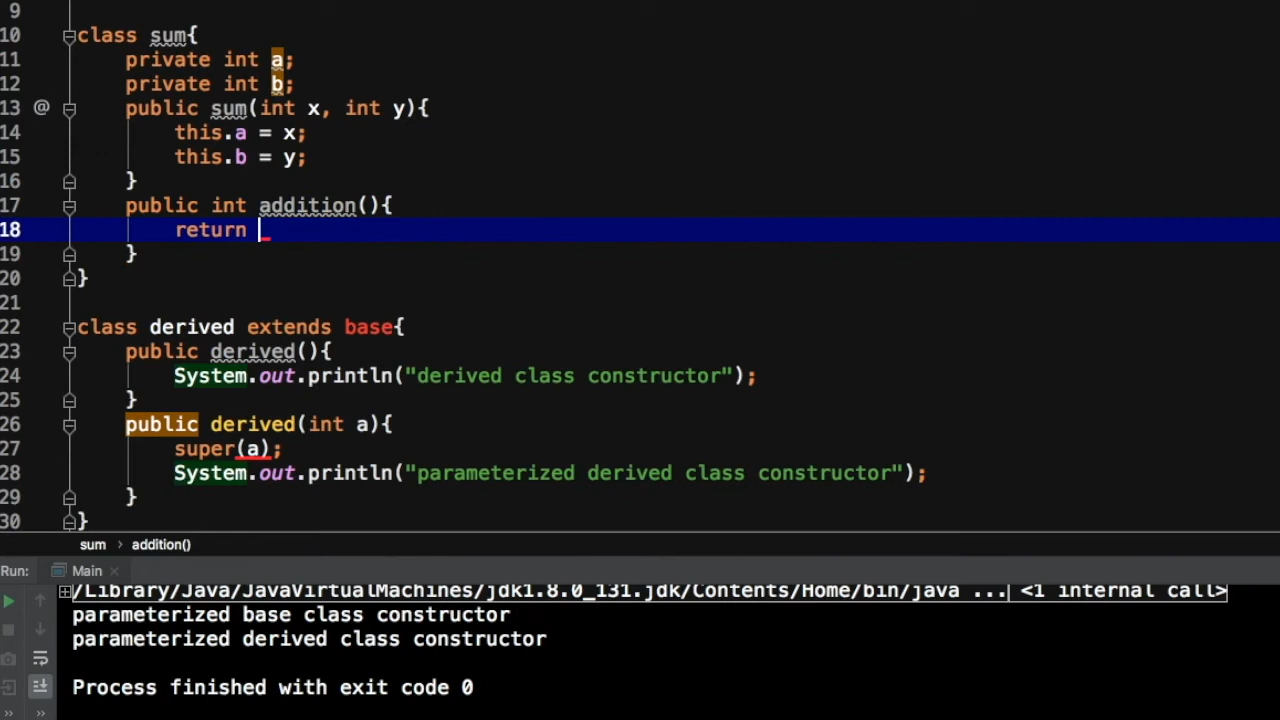 9
10 class sum{
11 private int a;
12 private int b;
13 @ public sum(int x, int y){
14 this.a = x;
15 this.b = y;
16 }
17 public int addition(){
18 return
19 }
20 }
21
22 class derived extends base{
23 public derived(){
24 System.out.println("derived class constructor");
25 }
26 public derived(int a){
27 super(a);
28 System.out.println("parameterized derived class constructor");
29 }
30 }
sum › addition()
Run: Main ×
/Library/Java/JavaVirtualMachines/jdk1.8.0_131.jdk/Contents/Home/bin/java ... <1 internal call>
parameterized base class constructor
parameterized derived class constructor
Process finished with exit code 0